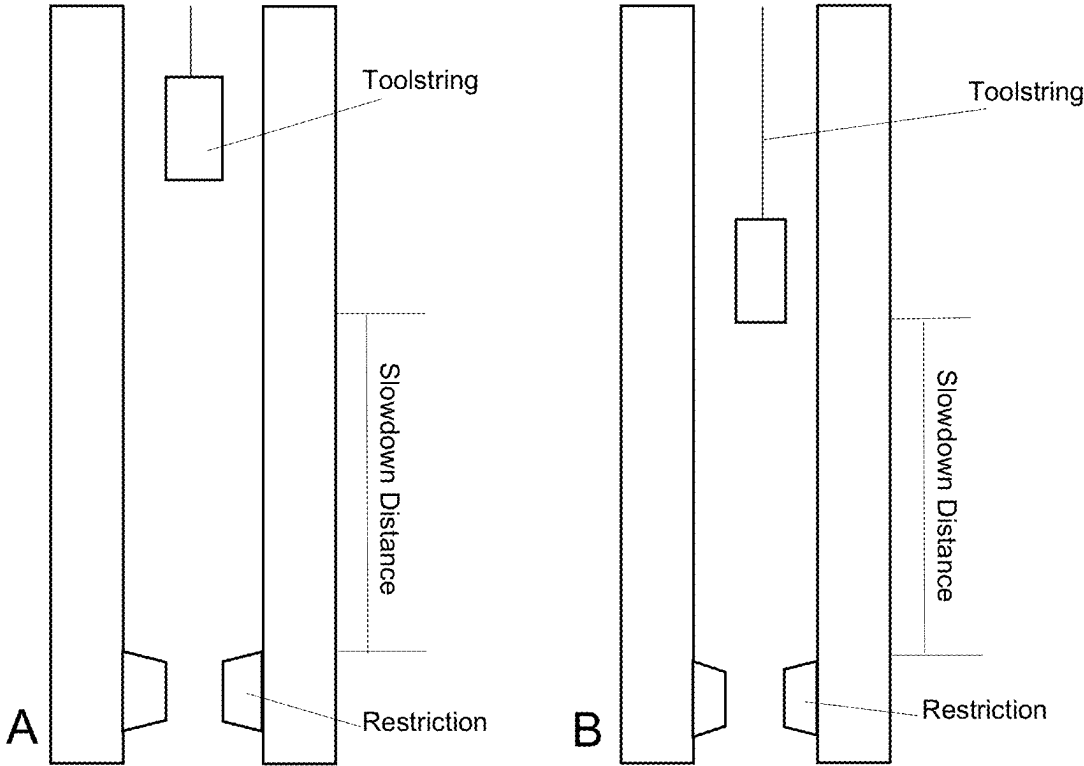 Toolstring
Slowdown Distance
Restriction
A
Toolstring
Slowdown Distance
Restriction
B